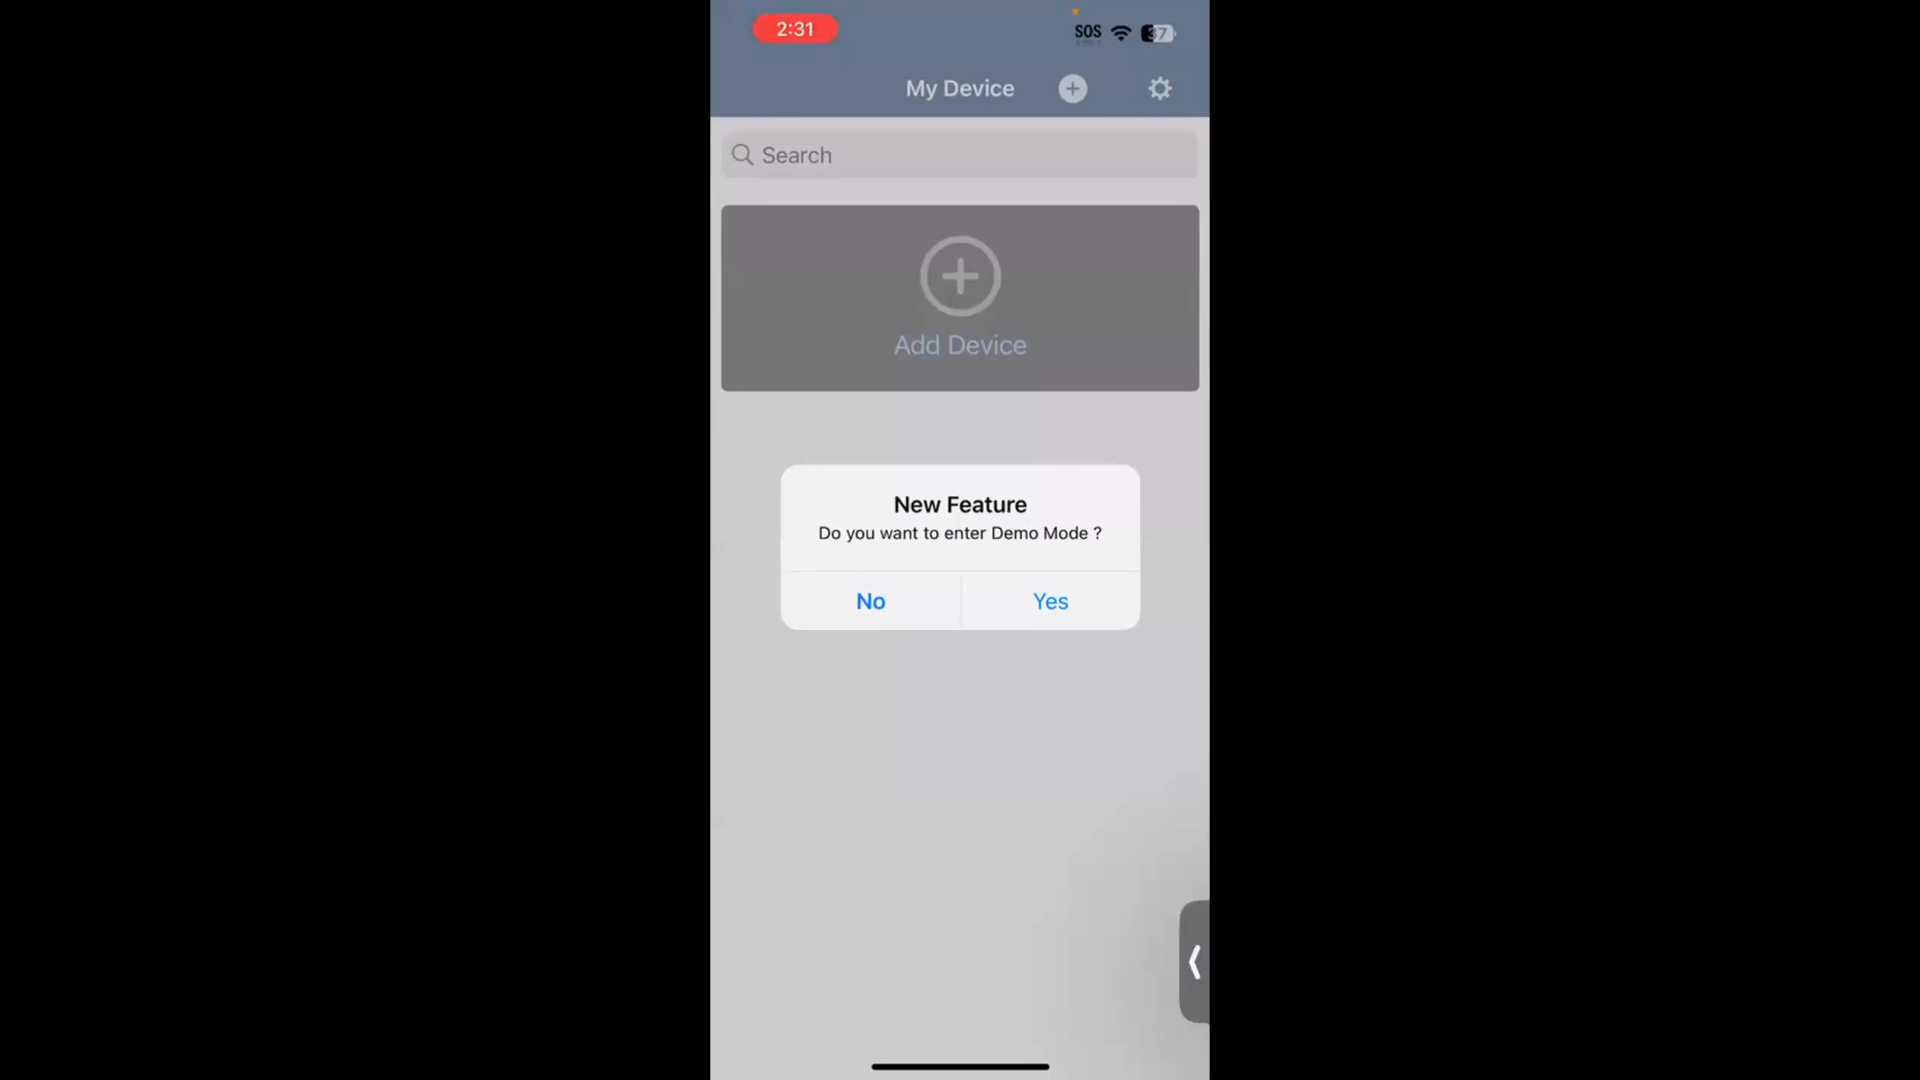 2:31
SOS
37
My Device
Search
Add Device
New Feature
Do you want to enter Demo Mode ?
No
Yes